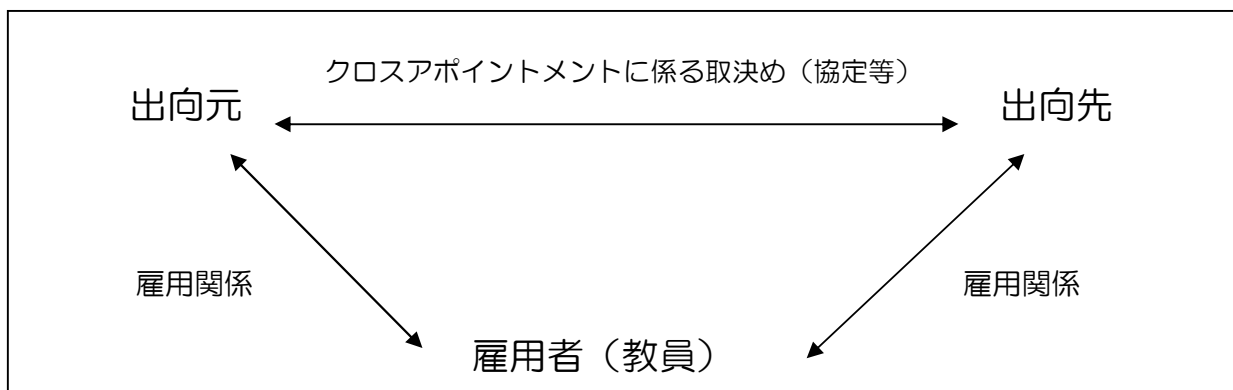 クロスアポイントメントに係る取決め(協定等)
出向元
出向先
雇用関係
雇用関係
雇用者(教員)